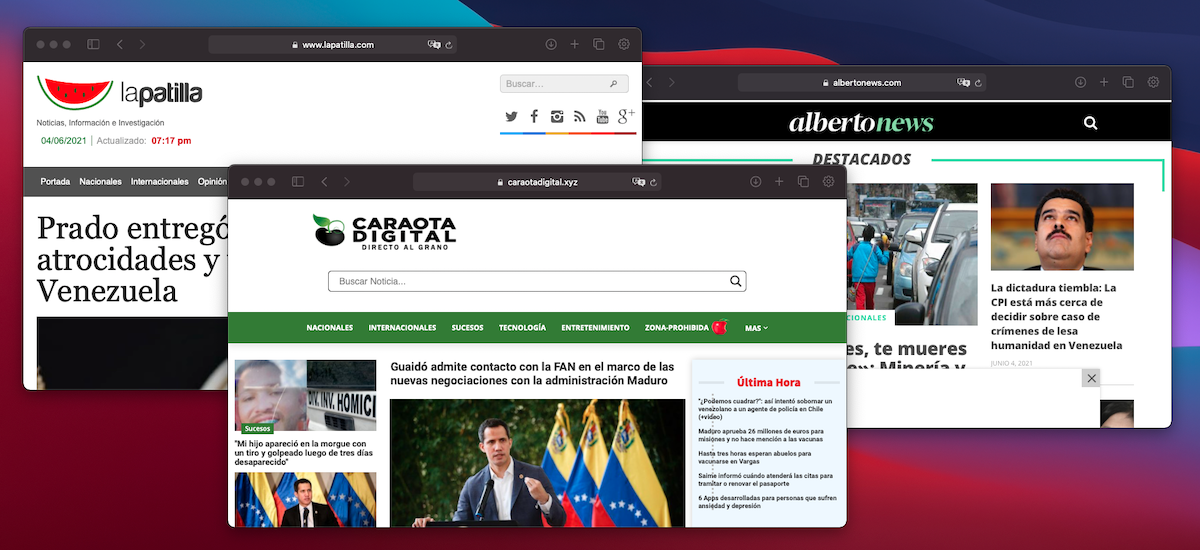 www.lapatilla.com
lapatilla
Noticias, Información e Investigación
04/06/2021 | Actualizado: 07:17 pm
Buscar...
You
Tube
g+
Portada Nacionales Internacionales Opinión
Prado entregó
atrocidades y
Venezuela
albertonews.com
albertonews
DESTACADOS
CIONALES
es, te mueres
e»: Minería y
La dictadura tiembla: La
CPI está más cerca de
decidir sobre caso de
crímenes de lesa
humanidad en Venezuela
JUNIO 4, 2021
caraotadigital.xyz
CARAOTA
DIGITAL
DIRECTO AL GRANO
Buscar Noticia...
NACIONALES INTERNACIONALES SUCESOS TECNOLOGÍA ENTRETENIMIENTO ZONA-PROHIBIDA MAS
DIV. INV. HOMICI
Sucesos
"Mi hijo apareció en la morgue con
un tiro y golpeado luego de tres días
desaparecido"
Guaidó admite contacto con la FAN en el marco de las
nuevas negociaciones con la administración Maduro
Última Hora
"¿Podemos cuadrar?": así intentó sobornar un
venezolano a un agente de policía en Chile
(+video)
Maduro aprueba 26 millones de euros para
misiones y no hace mención a las vacunas
Hasta tres horas esperan abuelos para
vacunarse en Vargas
Saime informó cuándo atenderá las citas para
tramitar o renovar el pasaporte
6 Apps desarrolladas para personas que sufren
ansiedad y depresión